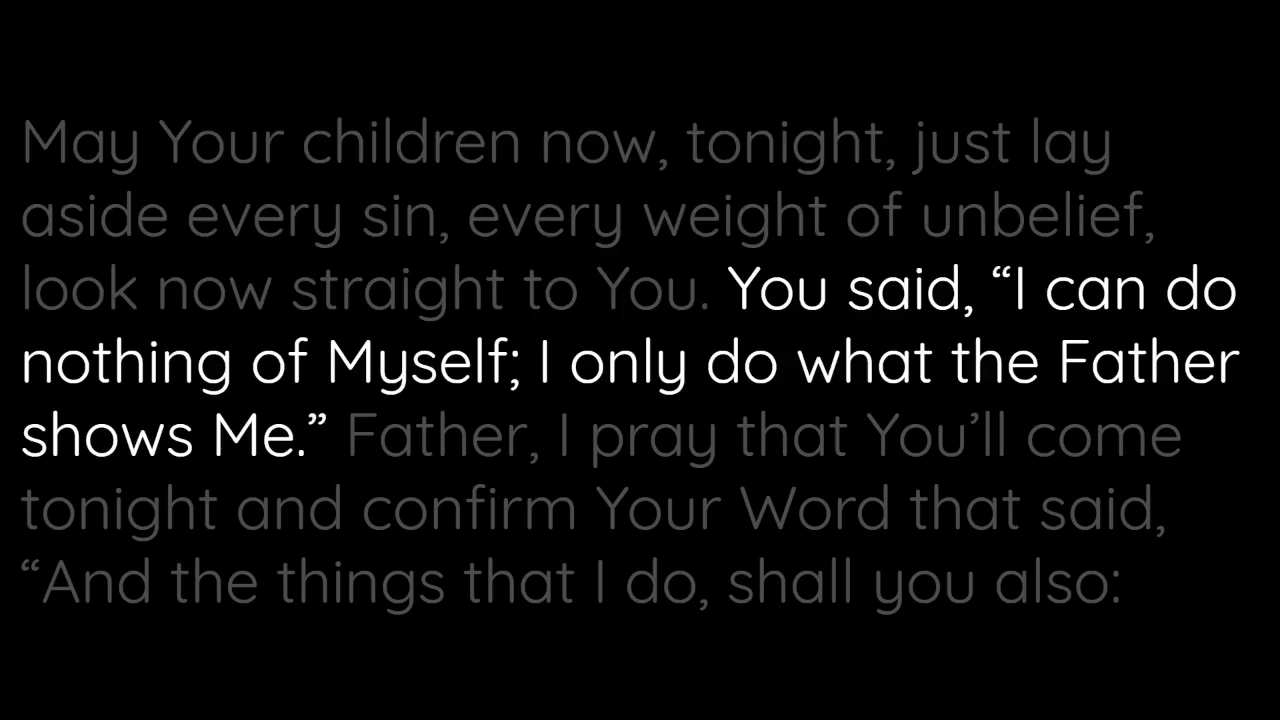 May Your children now, tonight, just lay
aside every sin, every weight of unbelief,
look now straight to You. You said, “I can do
nothing of Myself; I only do what the Father
shows Me.” Father, I pray that You’ll come
tonight and confirm Your Word that said,
“And the things that I do, shall you also: